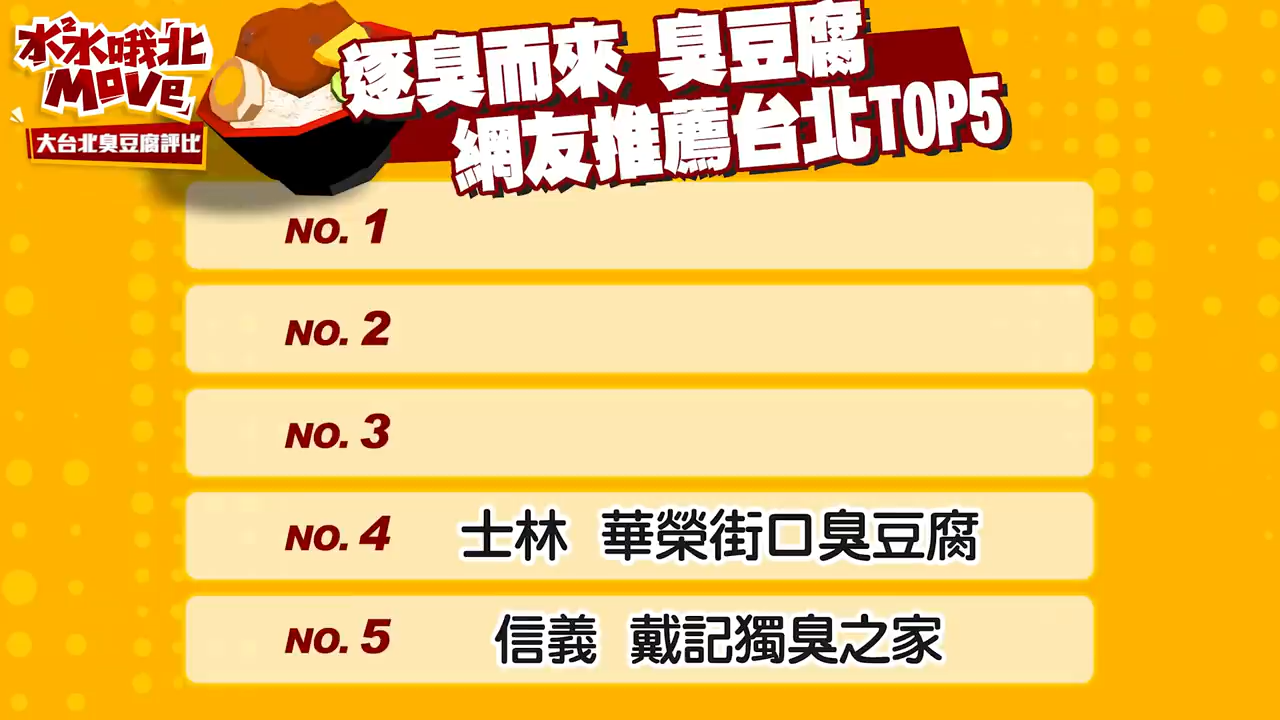 水²水哦北
MOVE
大台北臭豆腐評比
逐臭而來 臭豆腐
網友推薦台北TOP5
NO. 1
NO. 2
NO. 3
NO. 4 士林 華榮街口臭豆腐
NO. 5 信義 戴記獨臭之家